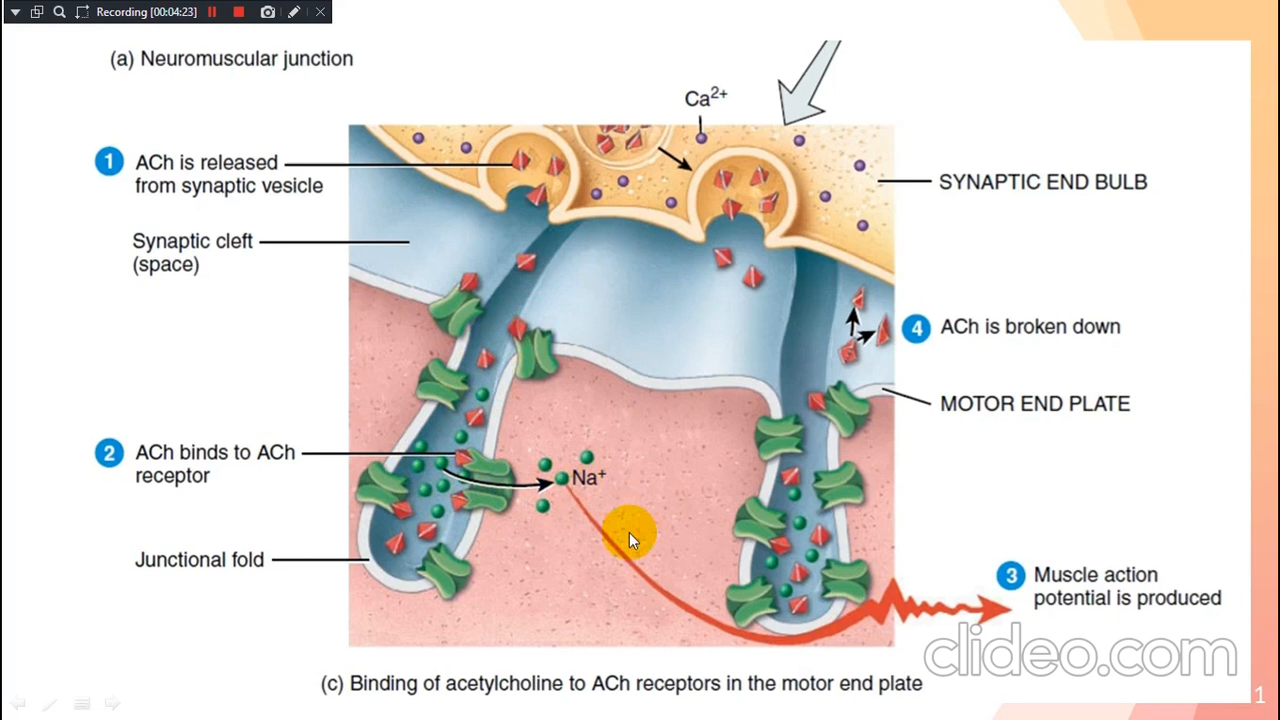 Recording [00:04:23]
(a) Neuromuscular junction
Ca2+
1 ACh is released
from synaptic vesicle
SYNAPTIC END BULB
Synaptic cleft
(space)
4 ACh is broken down
MOTOR END PLATE
2 ACh binds to ACh
receptor
Na+
Junctional fold
3 Muscle action
potential is produced
clideo.com
(c) Binding of acetylcholine to ACh receptors in the motor end plate
1